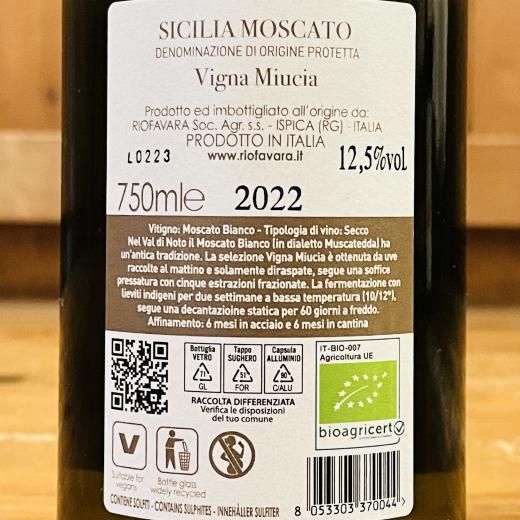 SICILIA MOSCATO
DENOMINAZIONE DI ORIGINE PROTETTA
Vigna Miucia
Prodotto ed imbottigliato all'origine da:
RIOFAVARA Soc. Agr. s.s. - ISPICA (RG) - ITALIA
PRODOTTO IN ITALIA
L0223 www.riofavara.it 12,5%vol
750mle 2022
Vitigno: Moscato Bianco - Tipologia di vino: Secco
Nel Val di Noto il Moscato Bianco (in dialetto Muscatedda) ha
un'antica tradizione. La selezione Vigna Miucia è ottenuta da uve
raccolte al mattino e solamente diraspate, segue una soffice
pressatura con cinque estrazioni frazionate. La fermentazione con
lieviti indigeni per due settimane a bassa temperatura (10/12°),
segue una decantazione statica per 60 giorni a freddo.
Affinamento: 6 mesi in acciaio e 6 mesi in cantina
Bottiglia
VETRO
71
GL
Tappo
SUGHERO
51
FOR
Capsula
ALLUMINIO
90
C/ALU
RACCOLTA DIFFERENZIATA
Verifica le disposizioni
del tuo comune
IT-BIO-007
Agricoltura UE
bioagricert
V
Suitable for
vegans
Bottle glass
widely recycled
CONTIENE SOLFITI - CONTAINS SULPHITES - INNEHÅLLER SULFITER
8 053303 370044